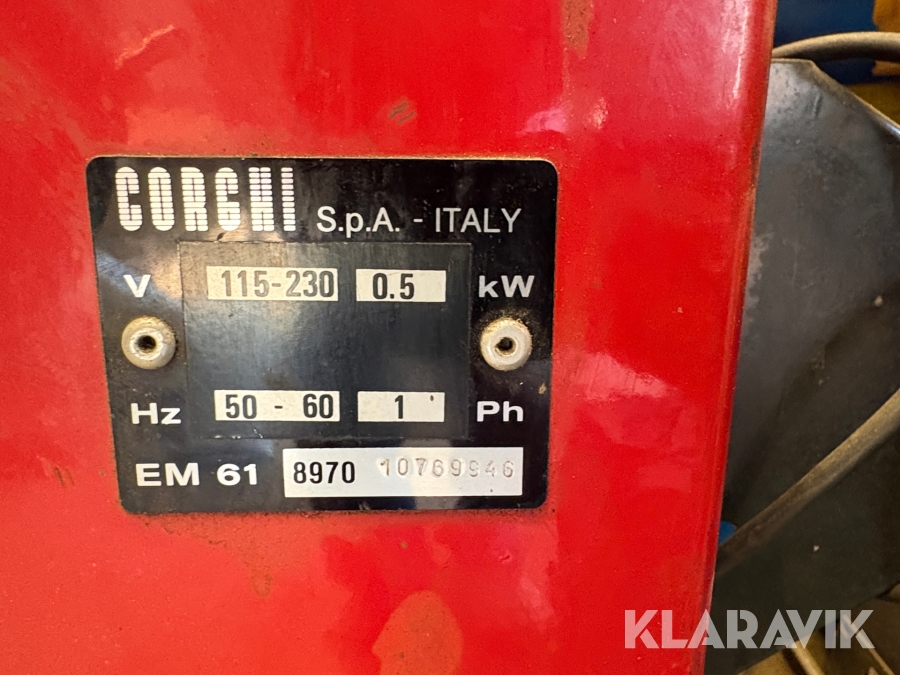 CORGHI S.p.A. - ITALY
V 115-230 0.5 kW
Hz 50 - 60 1 Ph
EM 61 8970 10769946
KLARAVIK